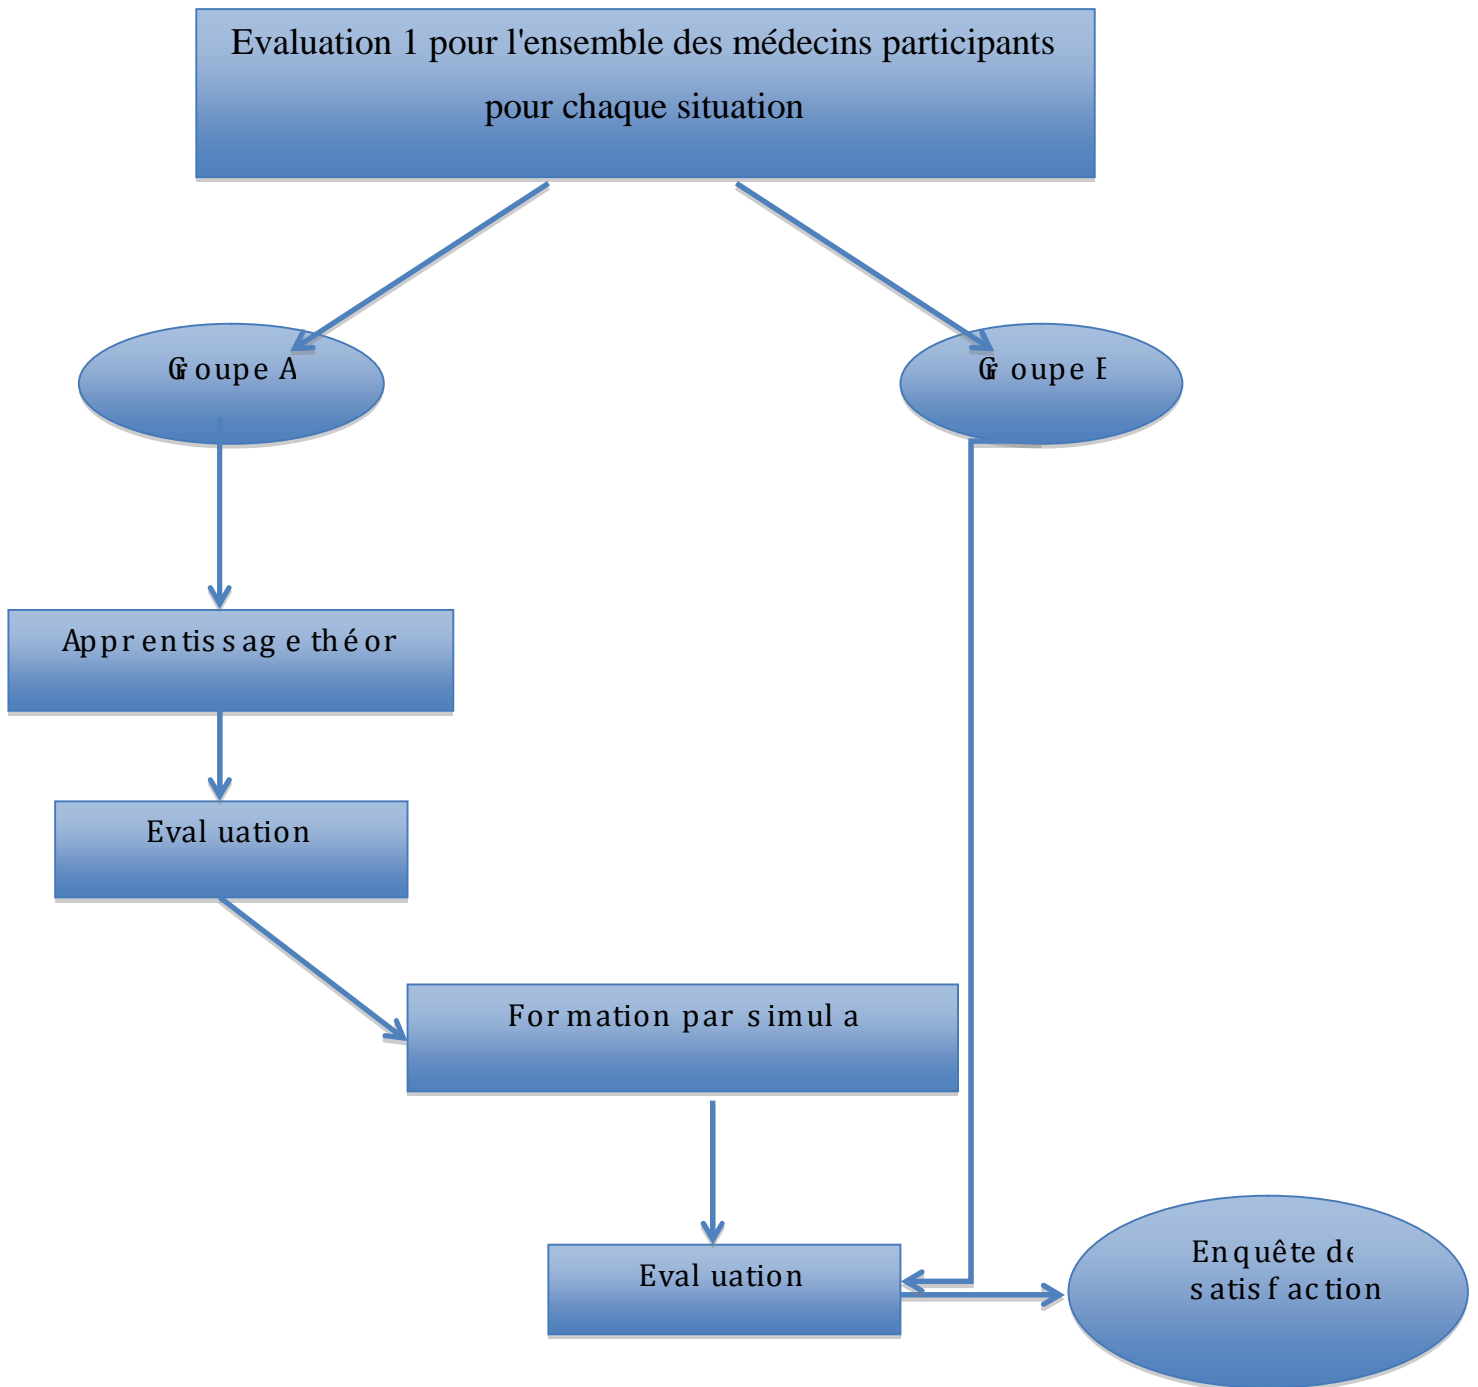 Evaluation 1 pour l'ensemble des médecins participants
pour chaque situation
Groupe A
Groupe B
Apprentissage théor
Evaluation
Formation par simula
Evaluation
Enquête de
satisfaction